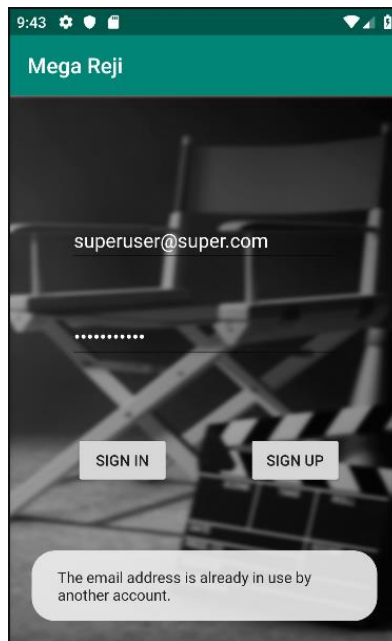 9:43
Mega Reji
superuser@super.com
•••••••••••
SIGN IN
SIGN UP
The email address is already in use by
another account.